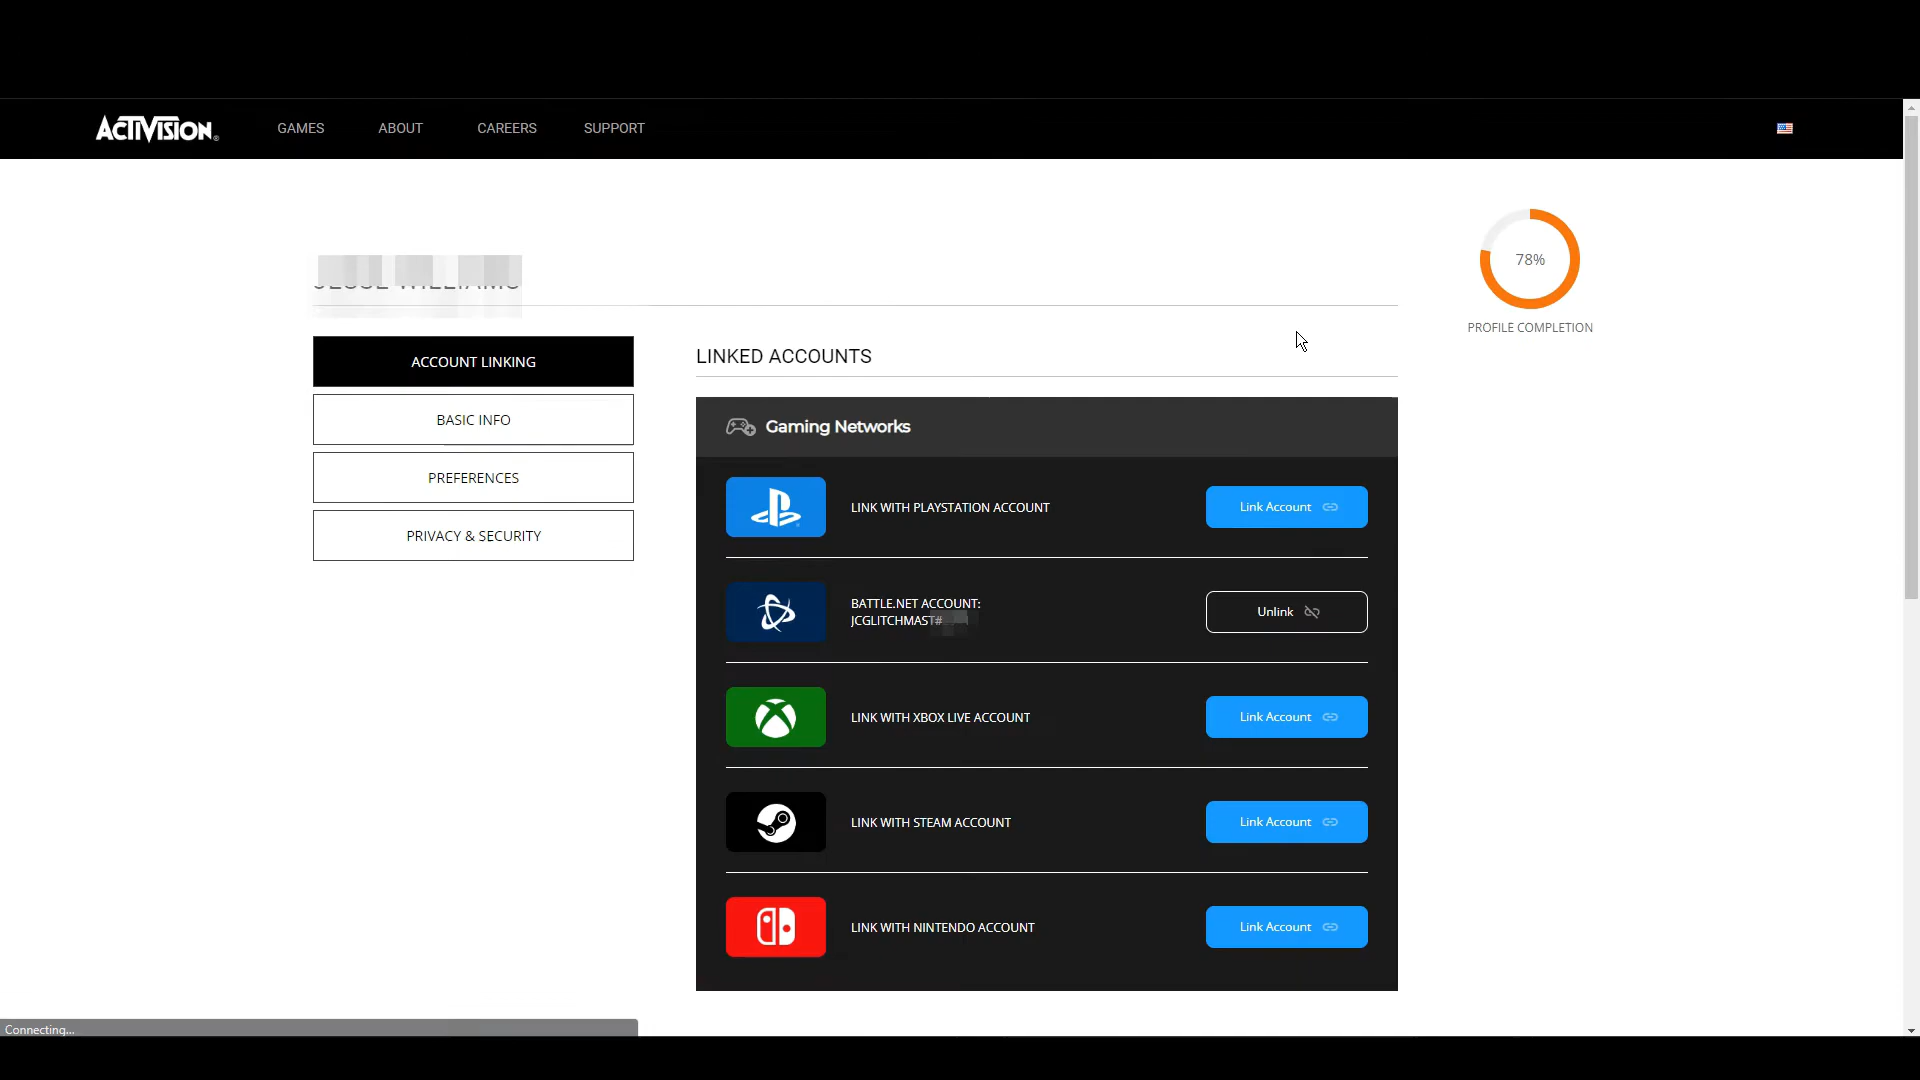 ACTIVISION
GAMES
ABOUT
CAREERS
SUPPORT
78%
PROFILE COMPLETION
ACCOUNT LINKING
BASIC INFO
PREFERENCES
PRIVACY & SECURITY
LINKED ACCOUNTS
Gaming Networks
LINK WITH PLAYSTATION ACCOUNT
Link Account
BATTLE.NET ACCOUNT:
JCGLITCHMAST#
Unlink
LINK WITH XBOX LIVE ACCOUNT
Link Account
LINK WITH STEAM ACCOUNT
Link Account
LINK WITH NINTENDO ACCOUNT
Link Account
Connecting...